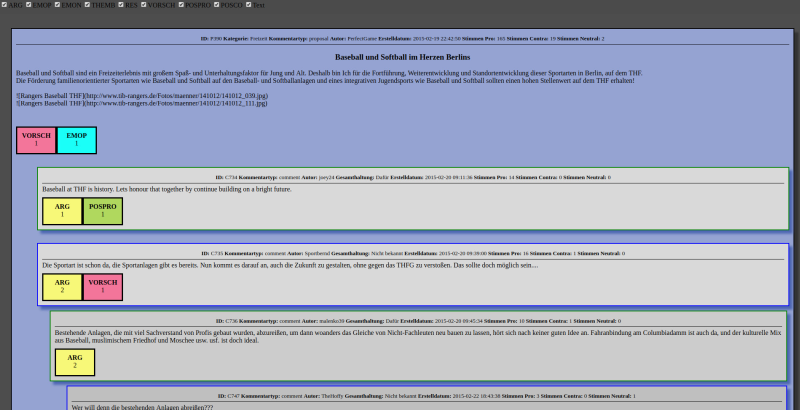 ARG EMOP EMON THEMB RES VORSCH POSPRO POSCO Text
ID: P390 Kategorie: Freizeit Kommentartyp: proposal Autor: PerfectGame Erstelldatum: 2015-02-19 22:42:50 Stimmen Pro: 165 Stimmen Contra: 19 Stimmen Neutral: 2
Baseball und Softball im Herzen Berlins
Baseball und Softball sind ein Freizeiterlebnis mit großem Spaß- und Unterhaltungsfaktor für Jung und Alt. Deshalb bin Ich für die Fortführung, Weiterentwicklung und Standortentwicklung dieser Sportarten in Berlin, auf dem THF.
Die Förderung familienorientierter Sportarten wie Baseball und Softball auf den Baseball- und Softballanlagen und eines integrativen Jugendsports wie Baseball und Softball sollten einen hohen Stellenwert auf dem THF erhalten!
![Rangers Baseball THF](http://www.tib-rangers.de/Fotos/maenner/141012/141012_039.jpg)
![Rangers Baseball THF](http://www.tib-rangers.de/Fotos/maenner/141012/141012_111.jpg)
VORSCH EMOP
1 1
ID: C734 Kommentartyp: comment Autor: joey24 Gesamthaltung: Dafür Erstelldatum: 2015-02-20 09:11:36 Stimmen Pro: 14 Stimmen Contra: 0 Stimmen Neutral: 0
Baseball at THF is history. Lets honour that together by continue building on a bright future.
ARG POSPRO
1 1
ID: C735 Kommentartyp: comment Autor: Sportbernd Gesamthaltung: Nicht bekannt Erstelldatum: 2015-02-20 09:39:00 Stimmen Pro: 16 Stimmen Contra: 1 Stimmen Neutral: 0
Die Sportart ist schon da, die Sportanlagen gibt es bereits. Nun kommt es darauf an, auch die Zukunft zu gestalten, ohne gegen das THFG zu verstoßen. Das sollte doch möglich sein....
ARG VORSCH
2 1
ID: C736 Kommentartyp: comment Autor: malenko39 Gesamthaltung: Dafür Erstelldatum: 2015-02-20 09:45:34 Stimmen Pro: 10 Stimmen Contra: 1 Stimmen Neutral: 0
Bestehende Anlagen, die mit viel Sachverstand von Profis gebaut wurden, abzureißen, um dann woanders das Gleiche von Nicht-Fachleuten neu bauen zu lassen, hört sich nach keiner guten Idee an. Fahranbindung am Columbiadamm ist auch da, und der kulturelle Mix
aus Baseball, muslimischem Friedhof und Moschee usw. usf. ist doch ideal.
ARG
2
ID: C747 Kommentartyp: comment Autor: Gesamthaltung: Nicht bekannt Erstelldatum: 2015-02-22 18:43:38 Stimmen Pro: 3 Stimmen Contra: 0 Stimmen Neutral: 1
Wer will denn die bestehenden Anlagen abreißen???